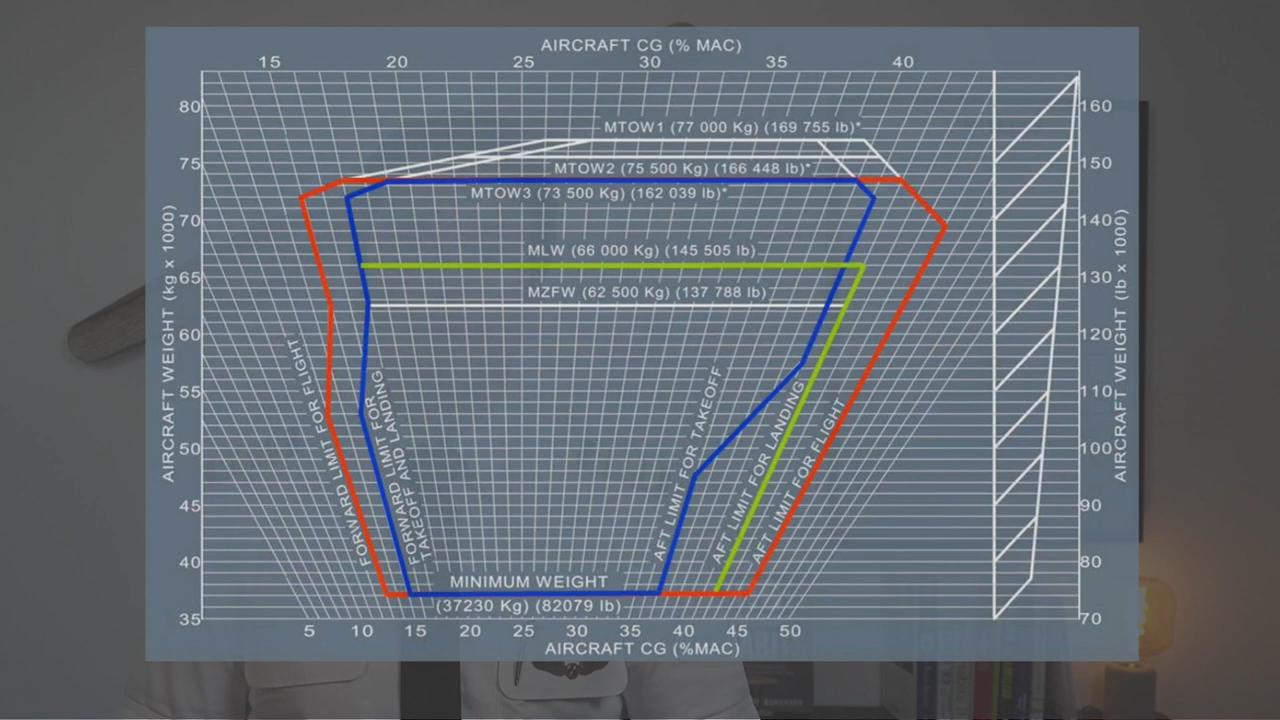 AIRCRAFT CG (% MAC)
15 20 25 30 35 40
80 160
MTOW1 (77 000 Kg) (169 755 lb)*
75 150
MTOW2 (75 500 Kg) (166 448 lb)*
MTOW3 (73 500 Kg) (162 039 lb)*
70 140
MLW (66 000 Kg) (145 505 lb)
65 130
MZFW (62 500 Kg) (137 788 lb)
60 120
55 110
50 100
45 90
40 80
35 70
AIRCRAFT WEIGHT (kg x 1000)
FORWARD LIMIT FOR FLIGHT
FORWARD LIMIT FOR
TAKEOFF AND LANDING
AFT LIMIT FOR TAKEOFF
AFT LIMIT FOR LANDING
AFT LIMIT FOR FLIGHT
AIRCRAFT WEIGHT (lb x 1000)
MINIMUM WEIGHT
(37230 Kg) (82079 lb)
5 10 15 20 25 30 35 40 45 50
AIRCRAFT CG (%MAC)